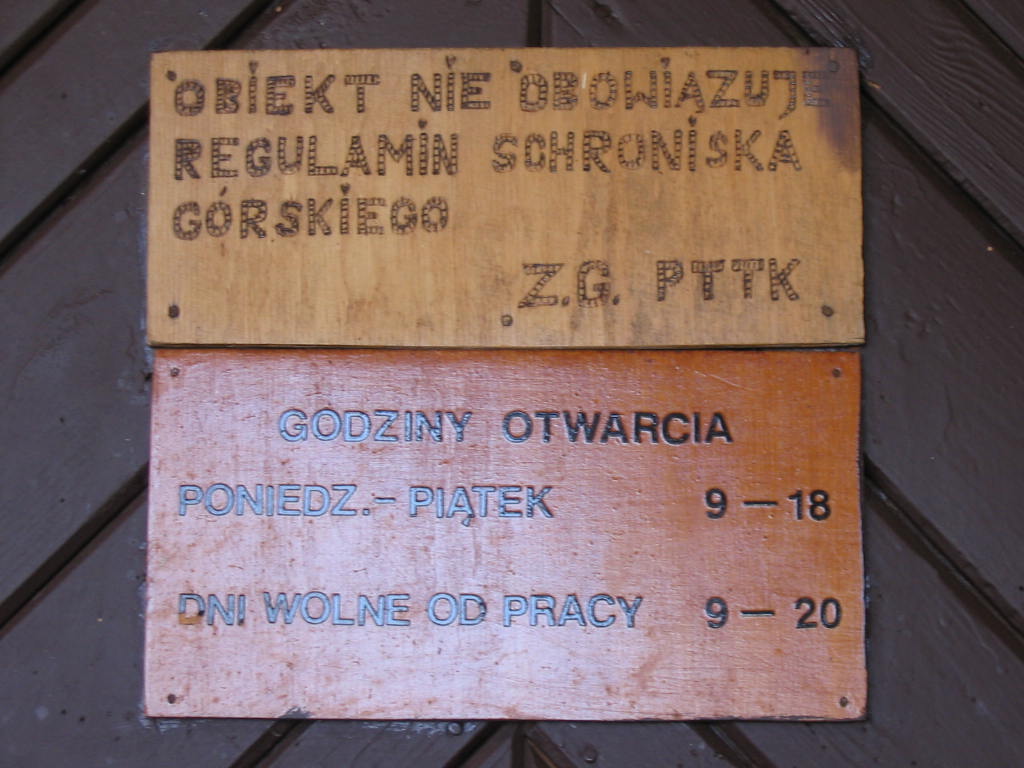 OBIEKT NIE OBOWIĄZUJE
REGULAMIN SCHRONISKA
GÓRSKIEGO
Z.G. PTTK
GODZINY OTWARCIA
PONIEDZ.- PIĄTEK 9 — 18
DNI WOLNE OD PRACY 9 — 20